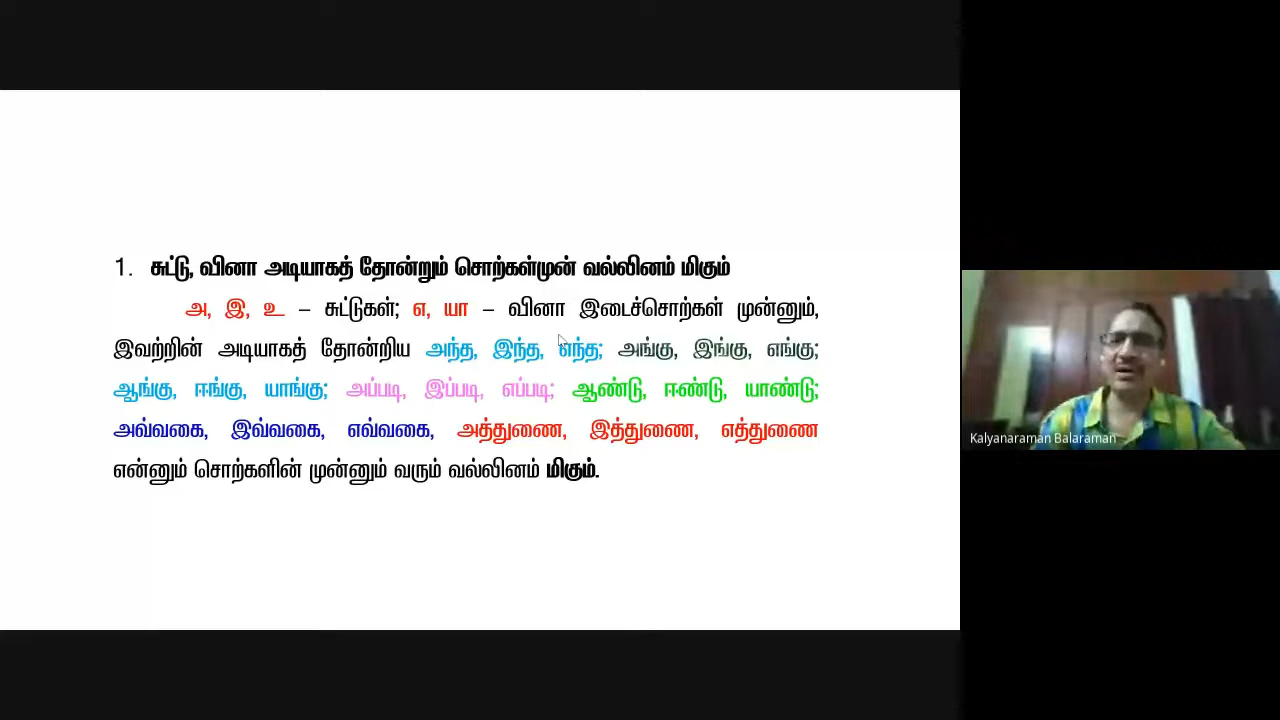 1. சுட்டு, வினா அடியாகத் தோன்றும் சொற்கள்முன் வல்லினம் மிகும்
அ, இ, உ – சுட்டுகள்; எ, யா – வினா இடைச்சொற்கள் முன்னும்,
இவற்றின் அடியாகத் தோன்றிய அந்த, இந்த, எந்த; அங்கு, இங்கு, எங்கு;
ஆங்கு, ஈங்கு, யாங்கு; அப்படி, இப்படி, எப்படி; ஆண்டு, ஈண்டு, யாண்டு;
அவ்வகை, இவ்வகை, எவ்வகை, அத்துணை, இத்துணை, எத்துணை
என்னும் சொற்களின் முன்னும் வரும் வல்லினம் மிகும்.
Kalyanaraman Balaraman